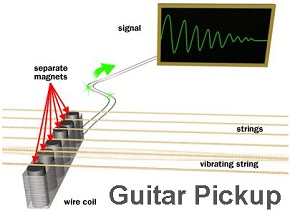 signal
separate
magnets
strings
vibrating string
wire coil
Guitar Pickup